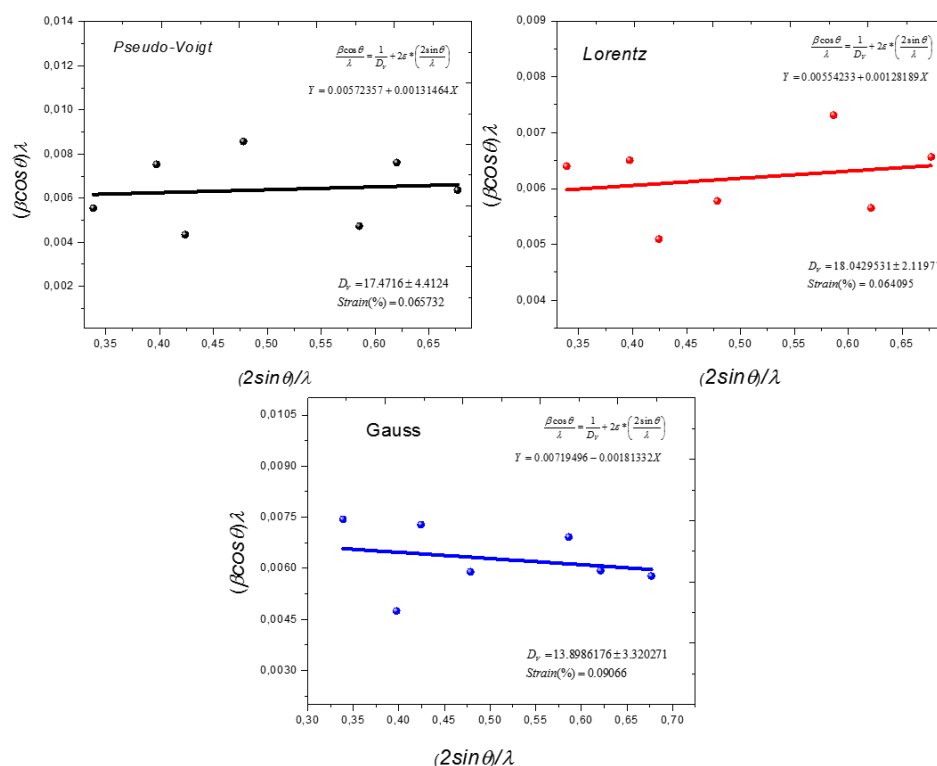 Pseudo-Voigt
βcosθ/λ = 1/D_v + 2ε*(2sinθ/λ)
Y = 0.00572357 + 0.00131464X
0,014
0,012
0,010
0,008
0,006
0,004
0,002
(βcosθ)λ
D_v = 17.4716 ± 4.4124
Strain(%) = 0.065732
0,35 0,40 0,45 0,50 0,55 0,60 0,65
(2sinθ)/λ
Lorentz
βcosθ/λ = 1/D_v + 2ε*(2sinθ/λ)
Y = 0.00554233 + 0.00128189X
0,009
0,008
0,007
0,006
0,005
0,004
(βcosθ)λ
D_v = 18.0429531 ± 2.1197
Strain(%) = 0.064095
0,35 0,40 0,45 0,50 0,55 0,60 0,65
(2sinθ)/λ
Gauss
βcosθ/λ = 1/D_v + 2ε*(2sinθ/λ)
Y = 0.00719496 − 0.00181332X
0,0105
0,0090
0,0075
0,0060
0,0045
0,0030
(βcosθ)λ
D_v = 13.8986176 ± 3.320271
Strain(%) = 0.09066
0,30 0,35 0,40 0,45 0,50 0,55 0,60 0,65 0,70
(2sinθ)/λ